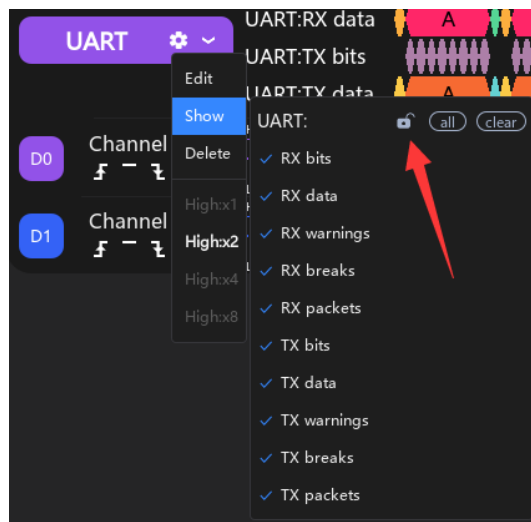 UART
UART:RX data
A
UART:TX bits
UART:TX data
A
Edit
Show
Delete
High:x1
High:x2
High:x4
High:x8
D0
Channel
D1
Channel
UART:
all
clear
RX bits
RX data
RX warnings
RX breaks
RX packets
TX bits
TX data
TX warnings
TX breaks
TX packets